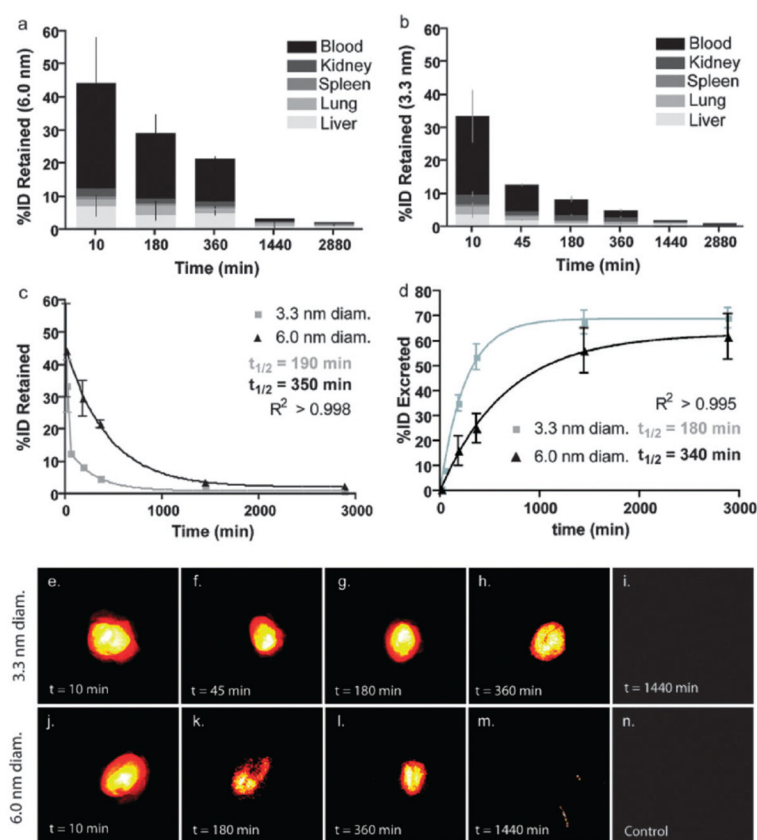 a
60
50
40
30
20
10
0
%ID Retained (6.0 nm)
Blood
Kidney
Spleen
Lung
Liver
10 180 360 1440 2880
Time (min)
b
60
50
40
30
20
10
0
%ID Retained (3.3 nm)
Blood
Kidney
Spleen
Lung
Liver
10 45 180 360 1440 2880
Time (min)
c
60
50
40
30
20
10
0
%ID Retained
3.3 nm diam.
6.0 nm diam.
t1/2 = 190 min
t1/2 = 350 min
R2 > 0.998
0 1000 2000 3000
Time (min)
d
80
70
60
50
40
30
20
10
0
%ID Excreted
R2 > 0.995
3.3 nm diam. t1/2 = 180 min
6.0 nm diam. t1/2 = 340 min
0 1000 2000 3000
time (min)
3.3 nm diam.
e. f. g. h. i.
t = 10 min t = 45 min t = 180 min t = 360 min t = 1440 min
6.0 nm diam.
j. k. l. m. n.
t = 10 min t = 180 min t = 360 min t = 1440 min Control